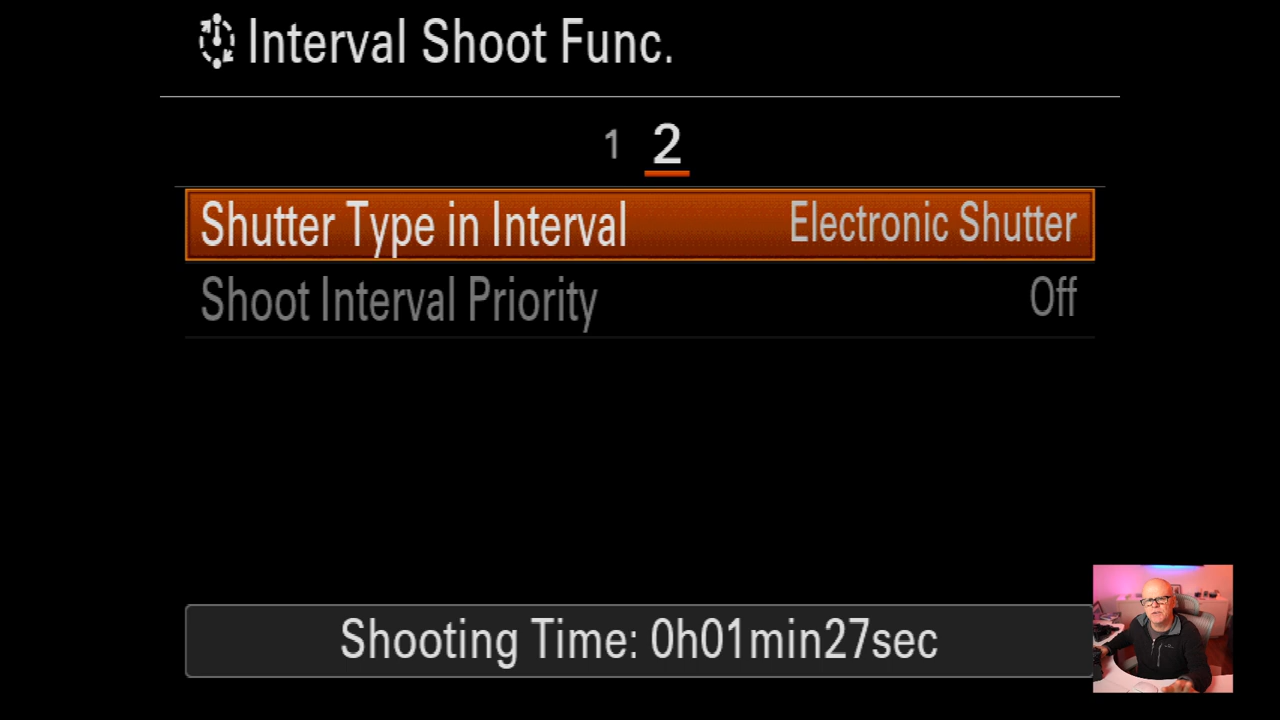 Interval Shoot Func.
1 2
Shutter Type in Interval Electronic Shutter
Shoot Interval Priority Off
Shooting Time: 0h01min27sec